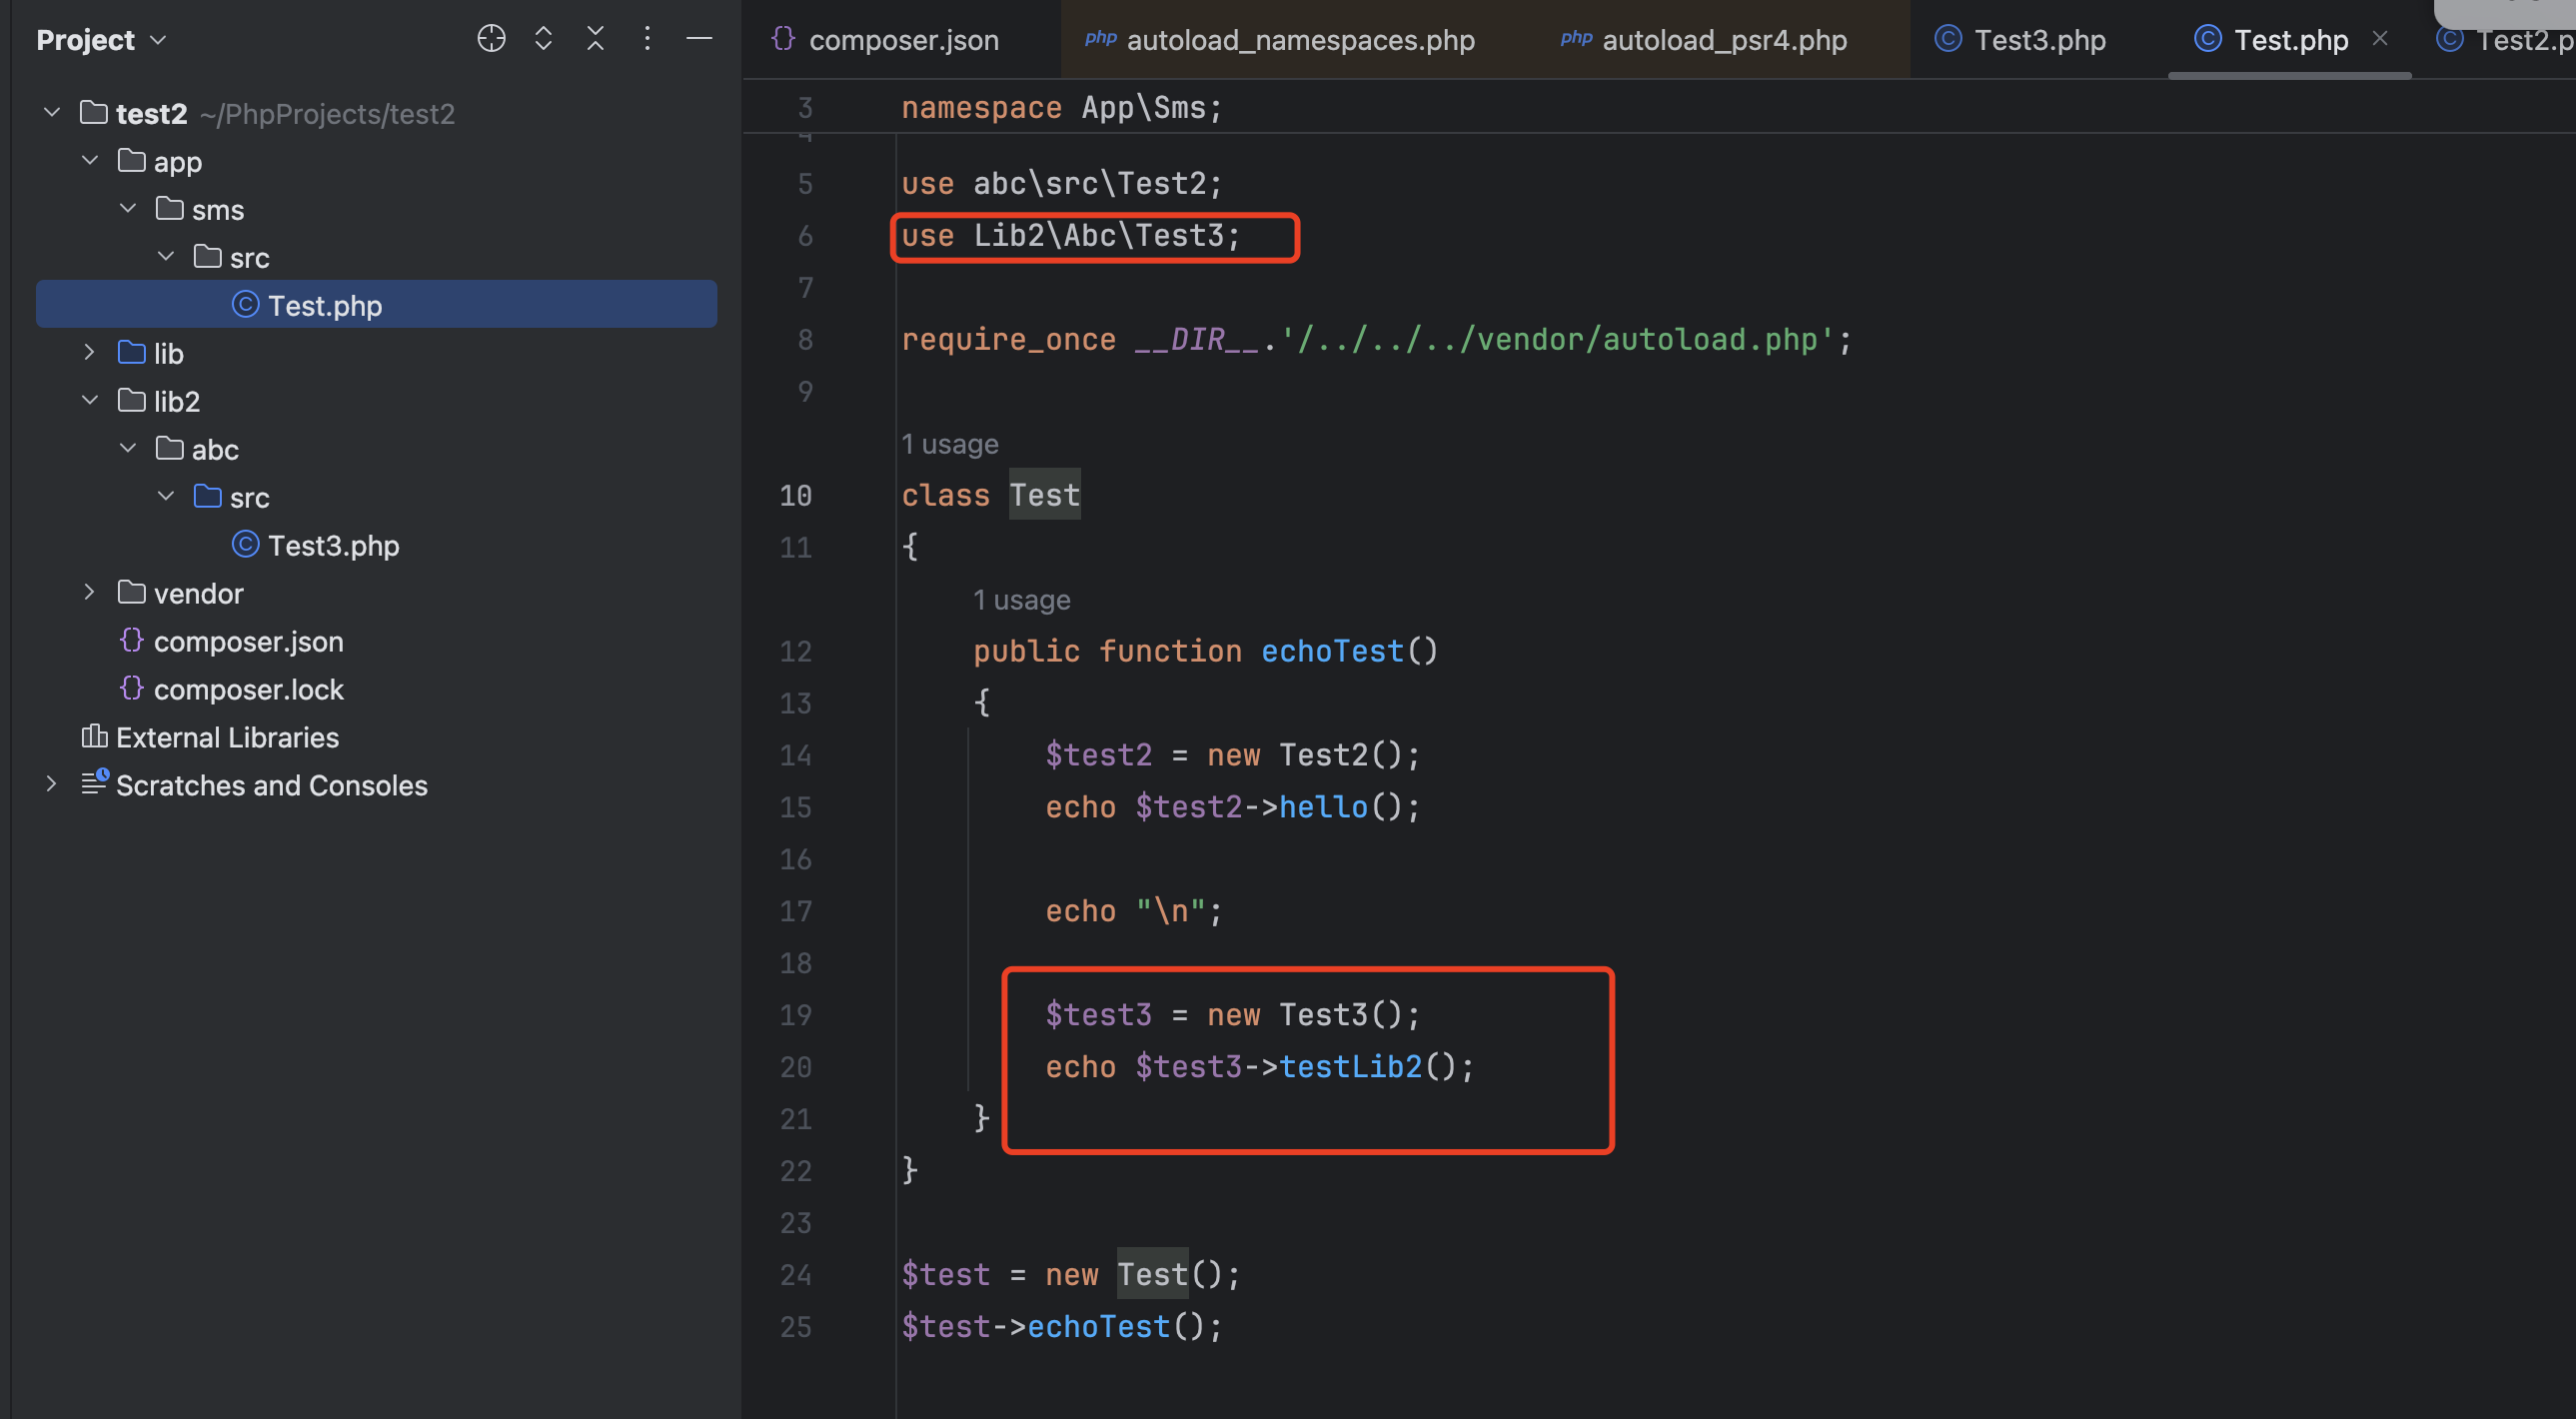 Project
test2 ~/PhpProjects/test2
app
sms
src
Test.php
lib
lib2
abc
src
Test3.php
vendor
composer.json
composer.lock
External Libraries
Scratches and Consoles
composer.json
php autoload_namespaces.php
php autoload_psr4.php
Test3.php
Test.php
Test2.p
3 namespace App\Sms;
4
5 use abc\src\Test2;
6 use Lib2\Abc\Test3;
7
8 require_once __DIR__.'/../../../vendor/autoload.php';
9
1 usage
10 class Test
11 {
1 usage
12 public function echoTest()
13 {
14 $test2 = new Test2();
15 echo $test2->hello();
16
17 echo "\n";
18
19 $test3 = new Test3();
20 echo $test3->testLib2();
21 }
22 }
23
24 $test = new Test();
25 $test->echoTest();